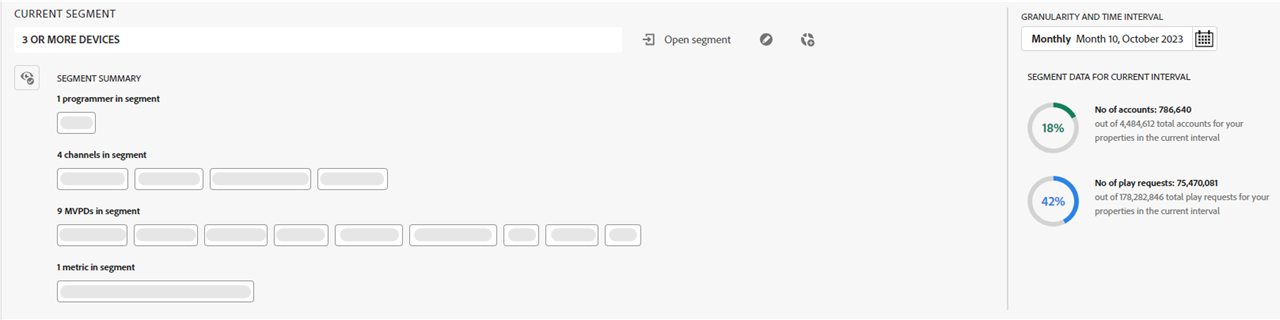 CURRENT SEGMENT
3 OR MORE DEVICES
Open segment
SEGMENT SUMMARY
1 programmer in segment
4 channels in segment
9 MVPDs in segment
1 metric in segment
GRANULARITY AND TIME INTERVAL
Monthly Month 10, October 2023
SEGMENT DATA FOR CURRENT INTERVAL
18%
No of accounts: 786,640
out of 4,484,612 total accounts for your
properties in the current interval
42%
No of play requests: 75,470,081
out of 178,282,846 total play requests for your
properties in the current interval